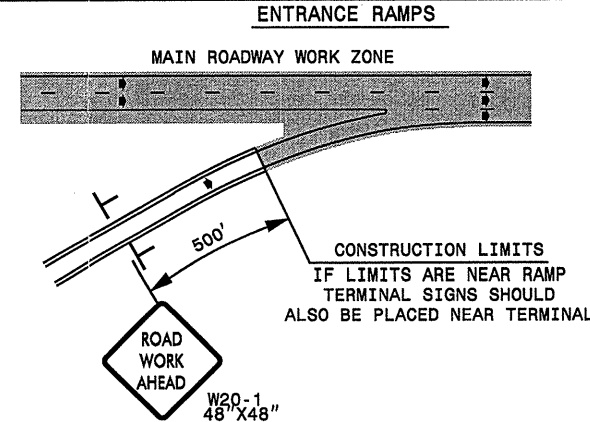 ENTRANCE RAMPS
MAIN ROADWAY WORK ZONE
500'
CONSTRUCTION LIMITS
IF LIMITS ARE NEAR RAMP
TERMINAL SIGNS SHOULD
ALSO BE PLACED NEAR TERMINAL
ROAD
WORK
AHEAD
W20-1
48"X48"